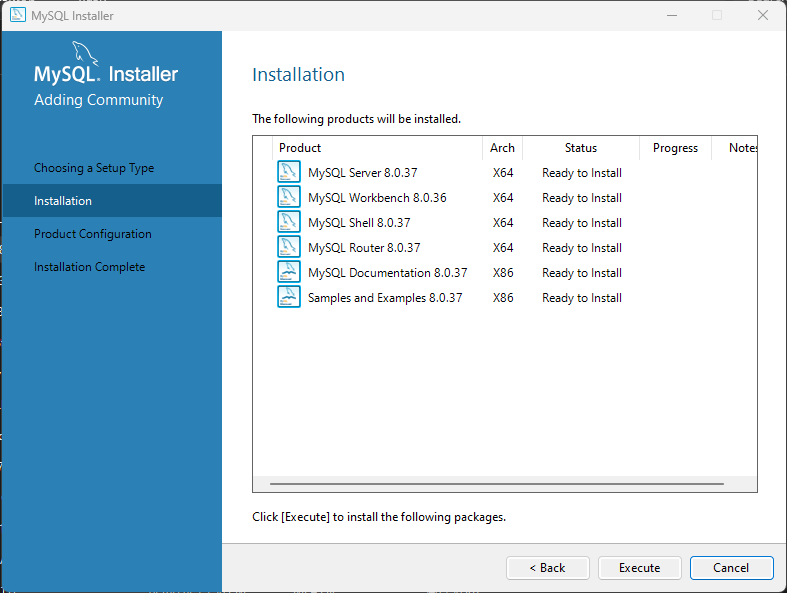 MySQL Installer
MySQL. Installer
Adding Community
Choosing a Setup Type
Installation
Product Configuration
Installation Complete
Installation
The following products will be installed.
Product Arch Status Progress Notes
MySQL Server 8.0.37 X64 Ready to Install
MySQL Workbench 8.0.36 X64 Ready to Install
MySQL Shell 8.0.37 X64 Ready to Install
MySQL Router 8.0.37 X64 Ready to Install
MySQL Documentation 8.0.37 X86 Ready to Install
Samples and Examples 8.0.37 X86 Ready to Install
Click [Execute] to install the following packages.
< Back Execute Cancel